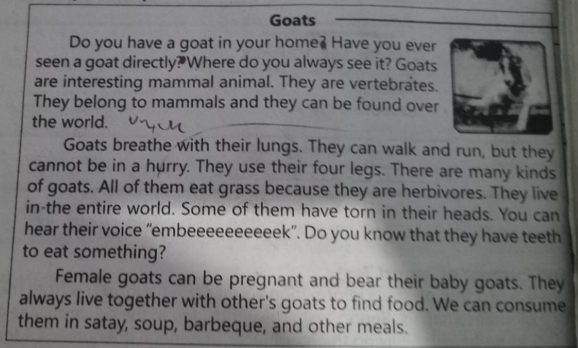 Goats
Do you have a goat in your home? Have you ever
seen a goat directly? Where do you always see it? Goats
are interesting mammal animal. They are vertebrates.
They belong to mammals and they can be found over
the world.
Goats breathe with their lungs. They can walk and run, but they
cannot be in a hurry. They use their four legs. There are many kinds
of goats. All of them eat grass because they are herbivores. They live
in the entire world. Some of them have torn in their heads. You can
hear their voice "embeeeeeeeeeek". Do you know that they have teeth
to eat something?
Female goats can be pregnant and bear their baby goats. They
always live together with other's goats to find food. We can consume
them in satay, soup, barbeque, and other meals.